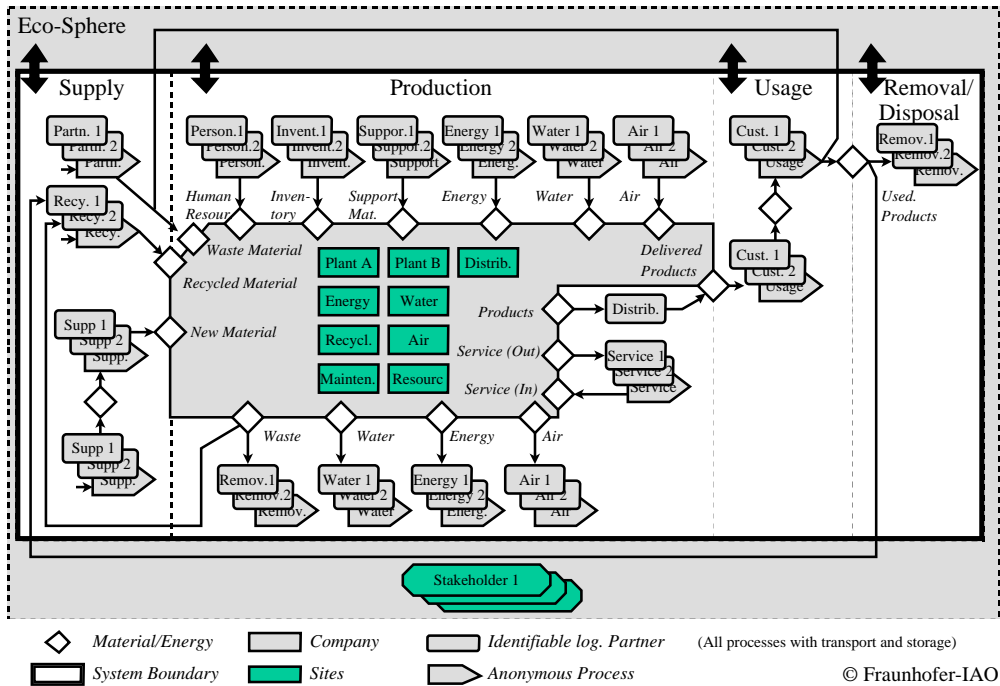 Eco-Sphere
Supply
Production
Usage
Removal/
Disposal
Partn. 1
Partn. 2
Partn.
Person.1
Person.2
Person.
Invent.1
Invent.2
Invent.
Suppor.1
Suppor.2
Support
Energy 1
Energy 2
Energ.
Water 1
Water 2
Water
Air 1
Air 2
Air
Cust. 1
Cust. 2
Usage
Remov.1
Remov.2
Remov.
Recy. 1
Recy. 2
Recy.
Human
Resour
Inven-
tory
Support
Mat.
Energy
Water
Air
Used.
Products
Waste Material
Recycled Material
New Material
Plant A
Plant B
Distrib.
Energy
Water
Recycl.
Air
Mainten.
Resourc
Delivered
Products
Cust. 1
Cust. 2
Usage
Products
Distrib.
Service (Out)
Service 1
Service 2
Service
Service (In)
Supp 1
Supp 2
Supp.
Supp 1
Supp 2
Supp.
Waste
Water
Energy
Air
Remov.1
Remov.2
Remov.
Water 1
Water 2
Water
Energy 1
Energy 2
Energ.
Air 1
Air 2
Air
Stakeholder 1
Material/Energy
Company
Identifiable log. Partner
(All processes with transport and storage)
System Boundary
Sites
Anonymous Process
© Fraunhofer-IAO